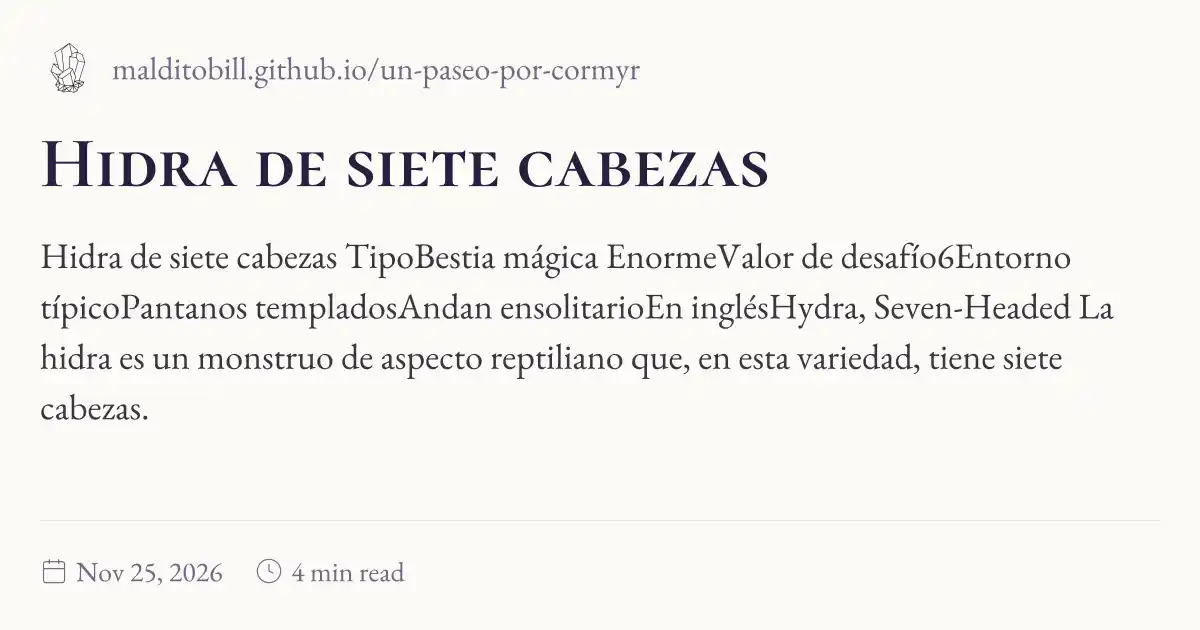 malditobill.github.io/un-paseo-por-cormyr
Hidra de siete cabezas
Hidra de siete cabezas TipoBestia mágica EnormeValor de desafío6Entorno
típicoPantanos templadosAndan ensolitarioEn inglésHydra, Seven-Headed La
hidra es un monstruo de aspecto reptiliano que, en esta variedad, tiene siete
cabezas.
Nov 25, 2026 4 min read